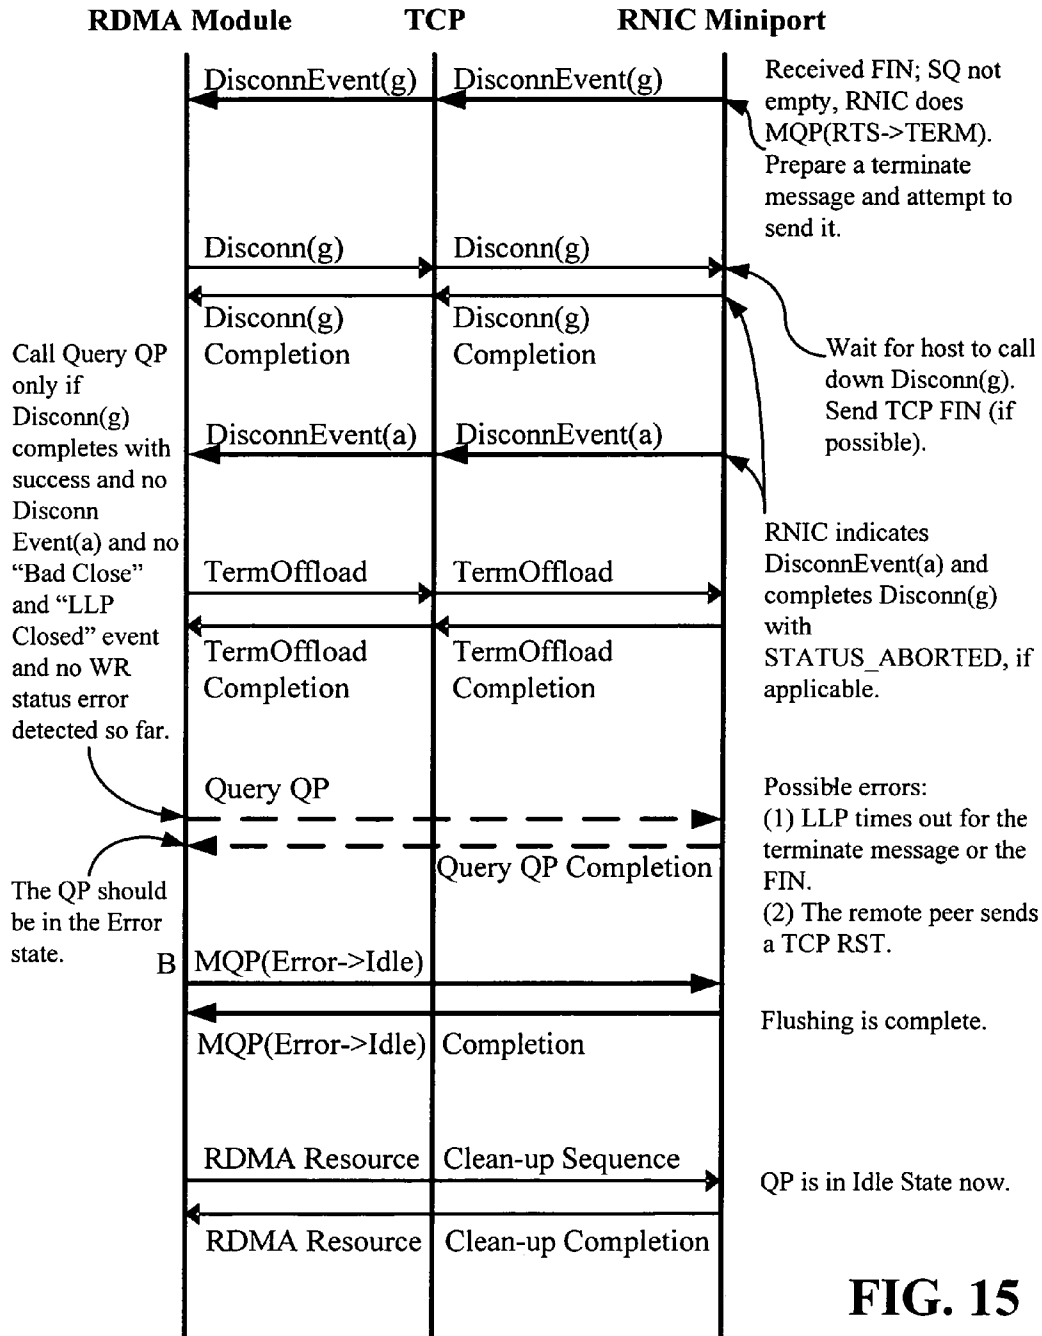 RDMA Module TCP RNIC Miniport
DisconnEvent(g) DisconnEvent(g)
Received FIN; SQ not
empty, RNIC does
MQP(RTS->TERM).
Prepare a terminate
message and attempt to
send it.
Disconn(g) Disconn(g)
Disconn(g) Disconn(g)
Completion Completion
Wait for host to call
down Disconn(g).
Send TCP FIN (if
possible).
Call Query QP
only if
Disconn(g)
completes with
success and no
Disconn
Event(a) and no
“Bad Close”
and “LLP
Closed” event
and no WR
status error
detected so far.
DisconnEvent(a) DisconnEvent(a)
RNIC indicates
DisconnEvent(a) and
completes Disconn(g)
with
STATUS_ABORTED, if
applicable.
TermOffload TermOffload
TermOffload TermOffload
Completion Completion
Query QP
Query QP Completion
Possible errors:
(1) LLP times out for the
terminate message or the
FIN.
(2) The remote peer sends
a TCP RST.
The QP should
be in the Error
state.
B MQP(Error->Idle)
MQP(Error->Idle) Completion
Flushing is complete.
RDMA Resource Clean-up Sequence
QP is in Idle State now.
RDMA Resource Clean-up Completion
FIG. 15